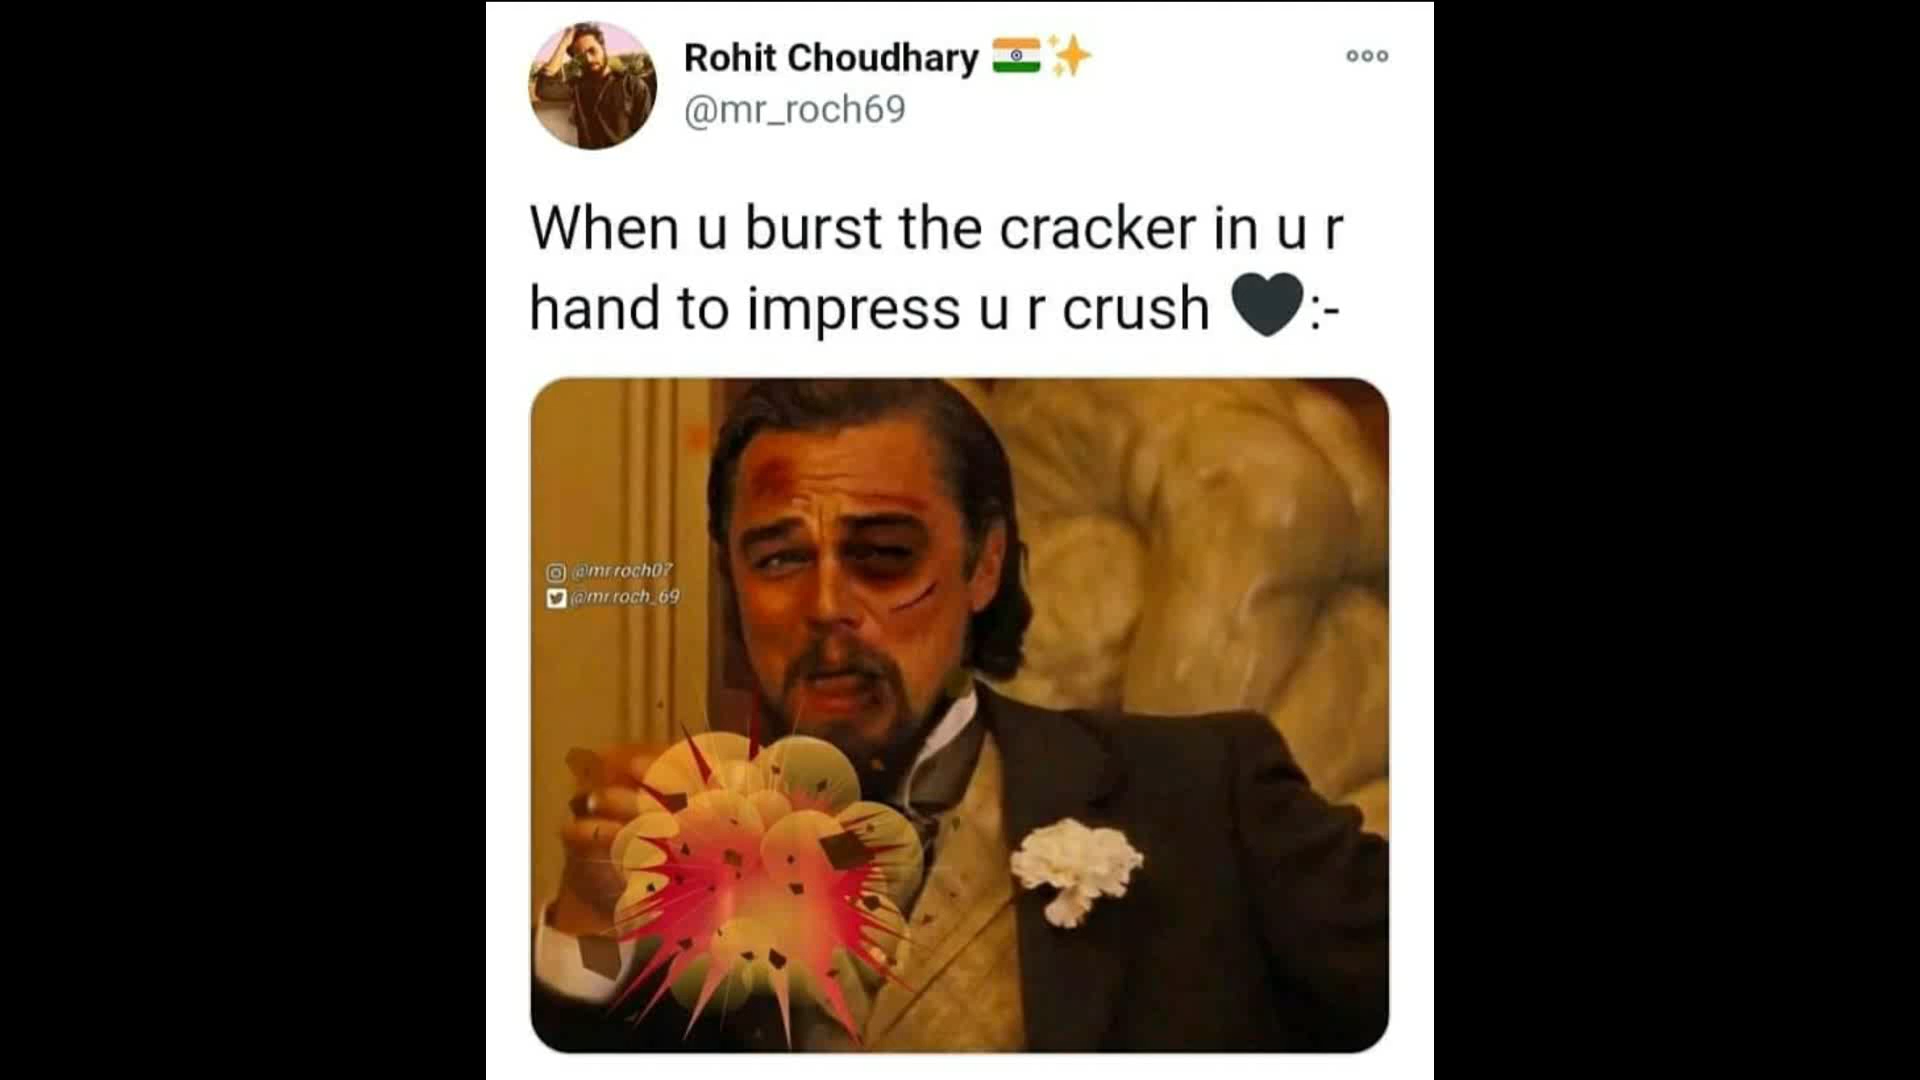 Rohit Choudhary 🇮🇳✨
@mr_roch69
When u burst the cracker in u r
hand to impress u r crush 🖤:-
@mr.roch07
@mr.roch_69